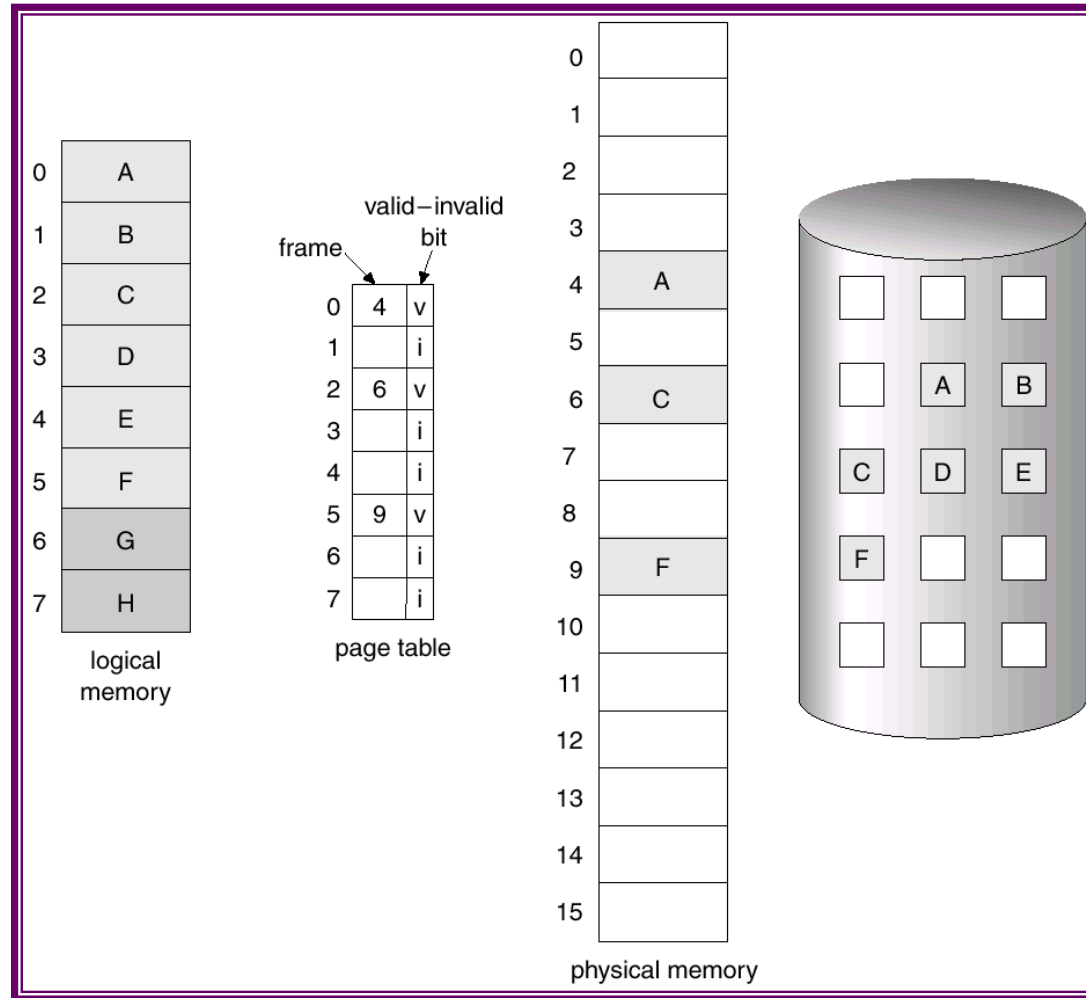 0 A
1 B
2 C
3 D
4 E
5 F
6 G
7 H
logical
memory
valid–invalid
bit
frame
0 4 v
1 i
2 6 v
3 i
4 i
5 9 v
6 i
7 i
page table
0
1
2
3
4 A
5
6 C
7
8
9 F
10
11
12
13
14
15
physical memory
A B
C D E
F